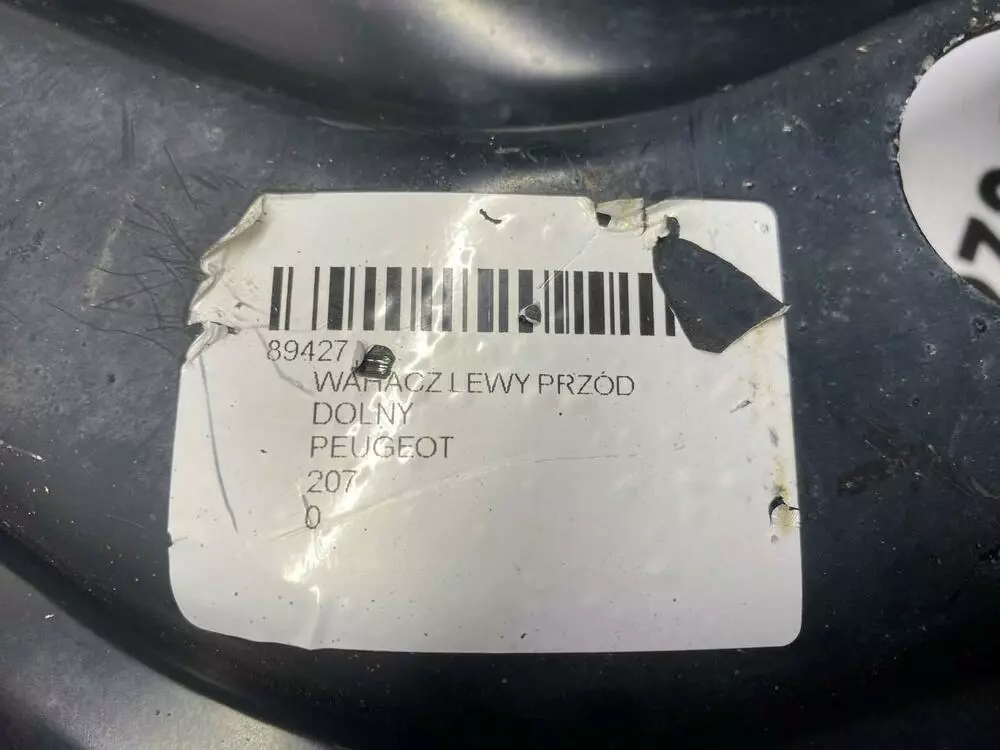 89427
WAHACZ LEWY PRZÓD
DOLNY
PEUGEOT
207
0